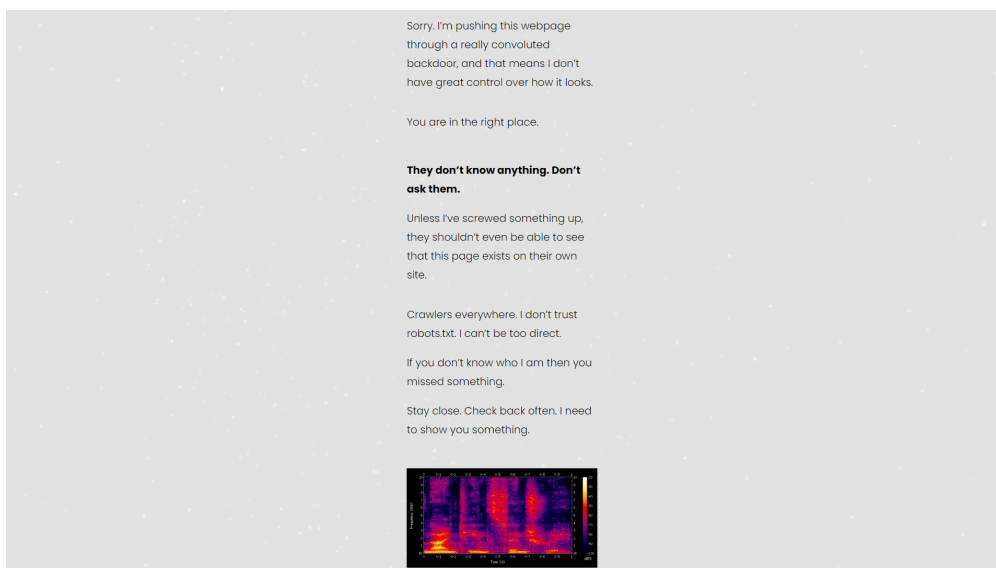 Sorry. I’m pushing this webpage
through a really convoluted
backdoor, and that means I don’t
have great control over how it looks.
You are in the right place.
They don’t know anything. Don’t
ask them.
Unless I’ve screwed something up,
they shouldn’t even be able to see
that this page exists on their own
site.
Crawlers everywhere. I don’t trust
robots.txt. I can’t be too direct.
If you don’t know who I am then you
missed something.
Stay close. Check back often. I need
to show you something.
Frequency (kHz)
Time (s)
dBFS